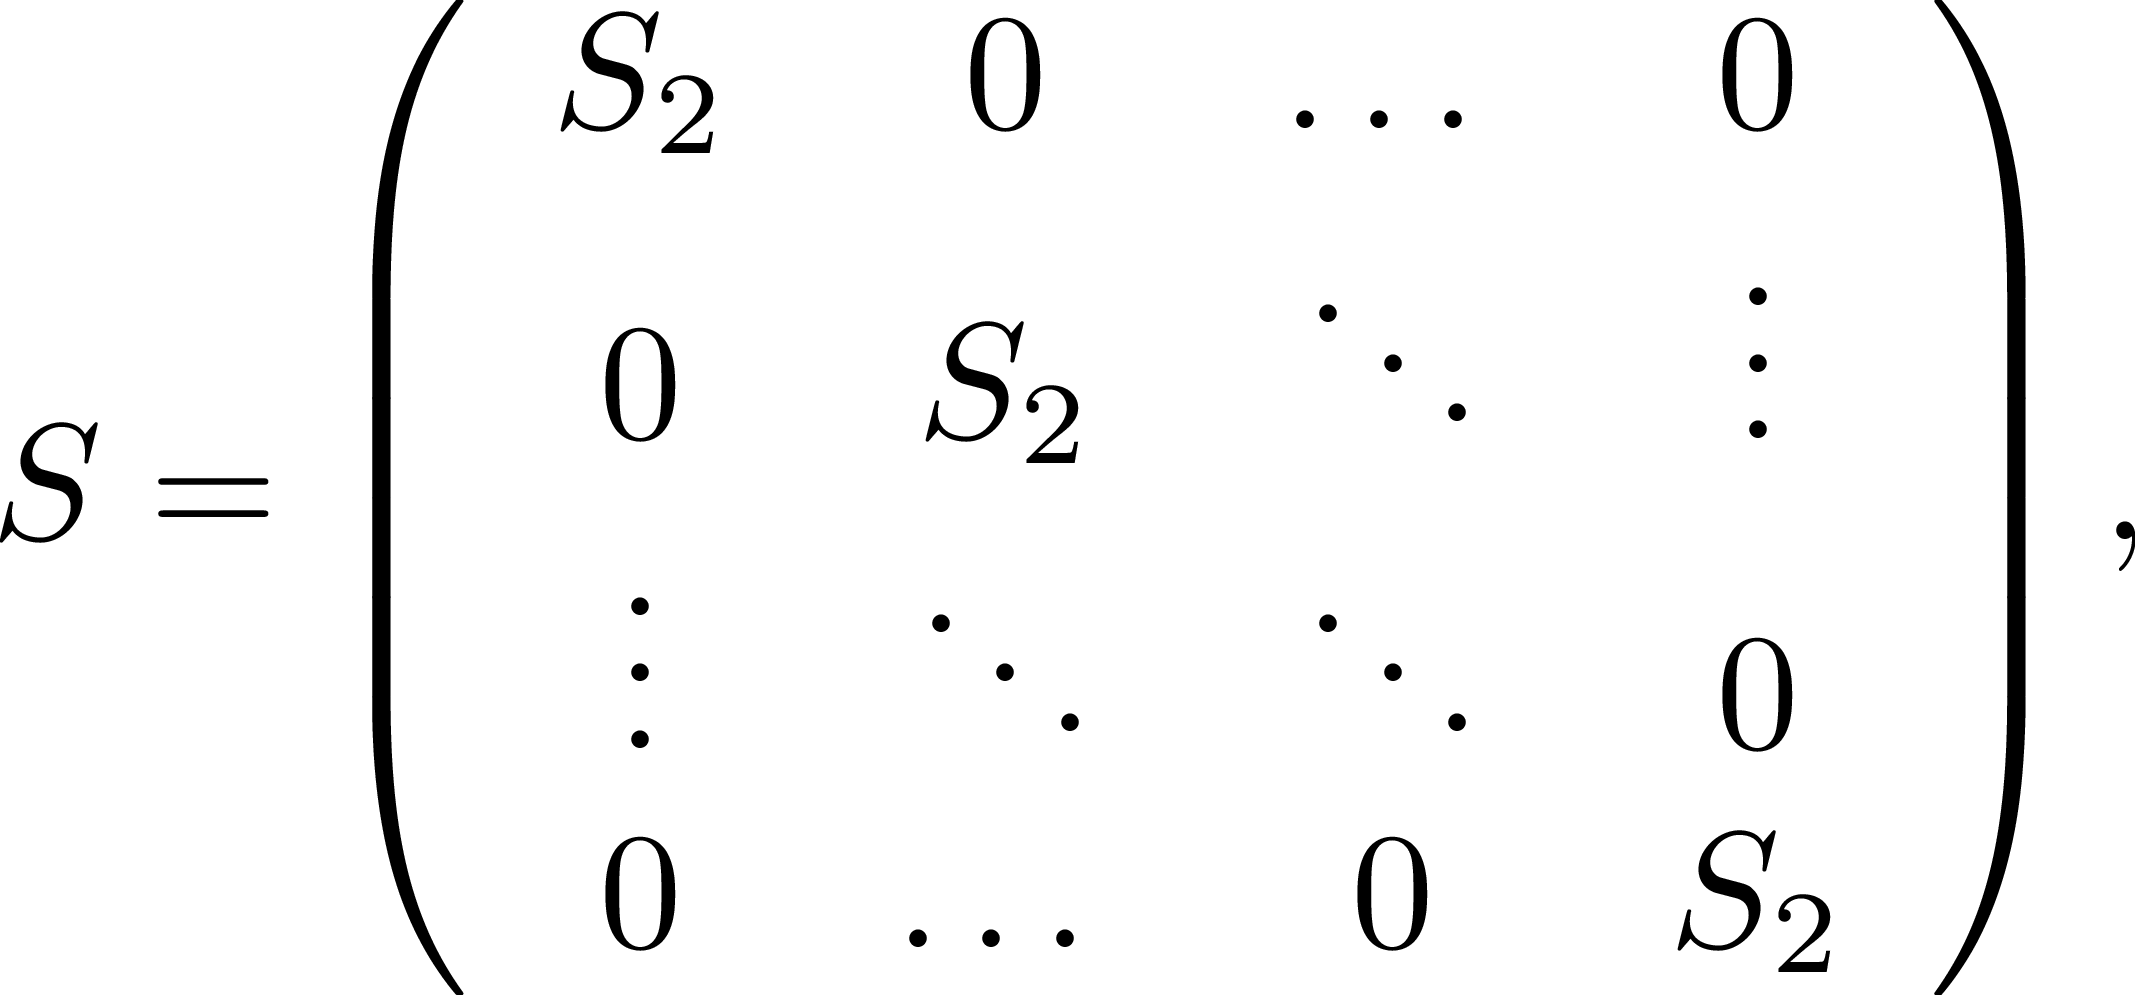 S_2 0 … 0
0 S_2 ⋱ ⋮
S = ( ) ,
⋮ ⋱ ⋱ 0
0 … 0 S_2